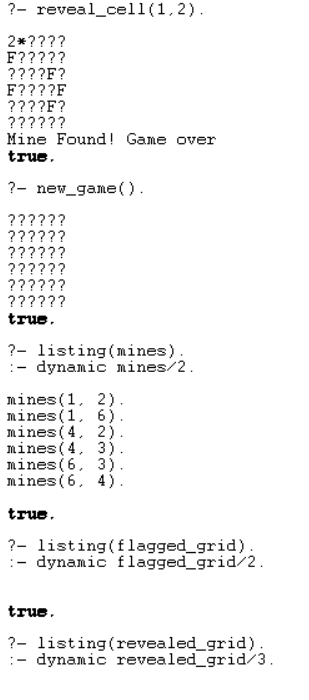 ?- reveal_cell(1,2).
2*????
F?????
????F?
F????F
????F?
??????
Mine Found! Game over
true.
?- new_game().
??????
??????
??????
??????
??????
??????
true.
?- listing(mines).
:- dynamic mines/2.
mines(1, 2).
mines(1, 6).
mines(4, 2).
mines(4, 3).
mines(6, 3).
mines(6, 4).
true.
?- listing(flagged_grid).
:- dynamic flagged_grid/2.
true.
?- listing(revealed_grid).
:- dynamic revealed_grid/3.